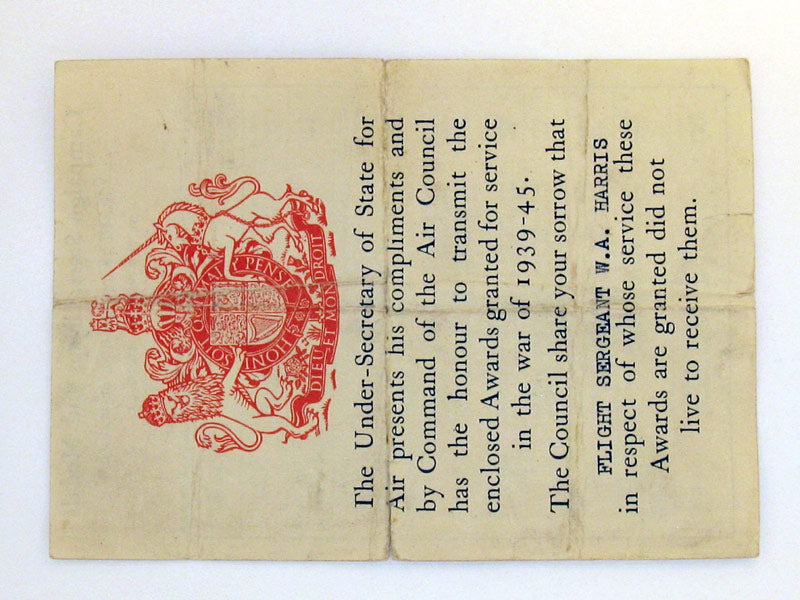 HONI SOIT QUI MAL Y PENSE
DIEU ET MON DROIT
The Under-Secretary of State for
Air presents his compliments and
by Command of the Air Council
has the honour to transmit the
enclosed Awards granted for service
in the war of 1939-45.
The Council share your sorrow that
FLIGHT SERGEANT W.A. HARRIS
in respect of whose service these
Awards are granted did not
live to receive them.